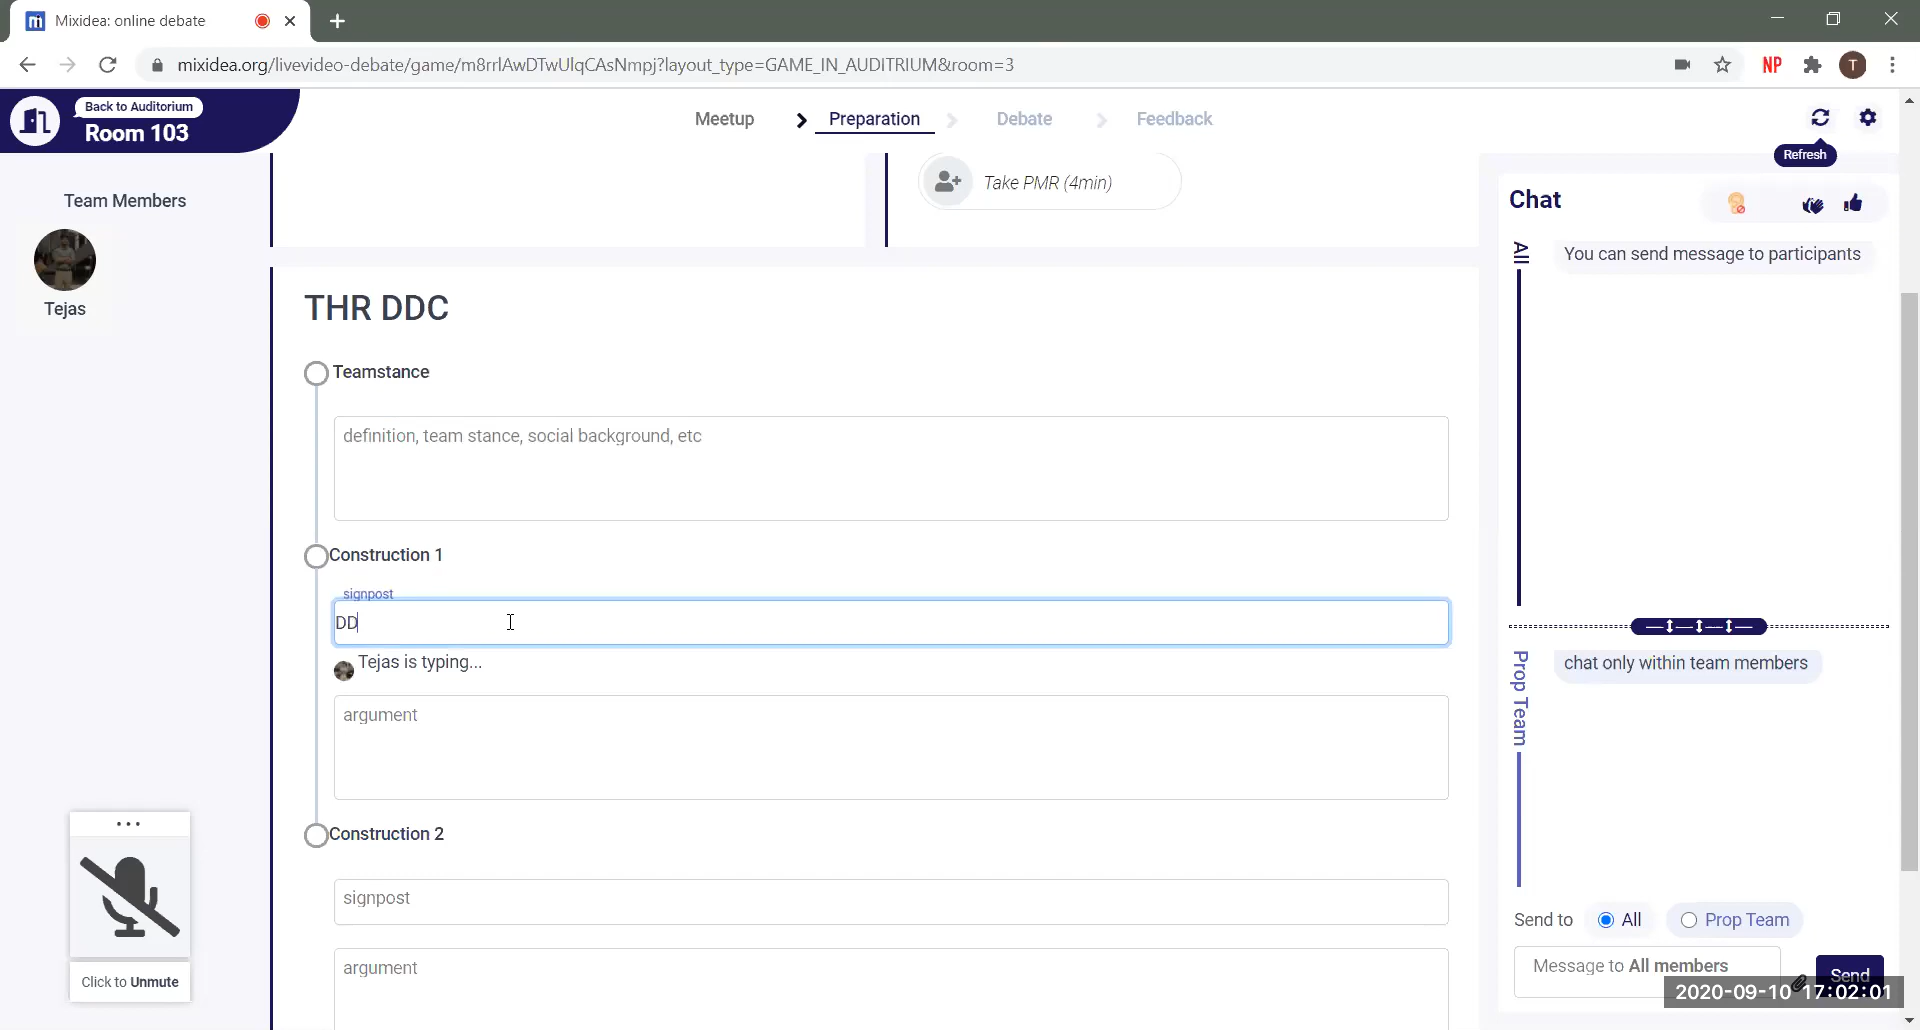 Mixidea: online debate
mixidea.org/livevideo-debate/game/m8rrlAwDTwUlqCAsNmpj?layout_type=GAME_IN_AUDITRIUM&room=3
NP
T
Back to Auditorium
Room 103
Meetup
Preparation
Debate
Feedback
Refresh
Team Members
Tejas
Take PMR (4min)
THR DDC
Teamstance
definition, team stance, social background, etc
Construction 1
signpost
DD
Tejas is typing...
argument
Construction 2
signpost
argument
Click to Unmute
Chat
All
You can send message to participants
Prop Team
chat only within team members
Send to
All
Prop Team
Message to All members
Send
2020-09-10 17:02:01